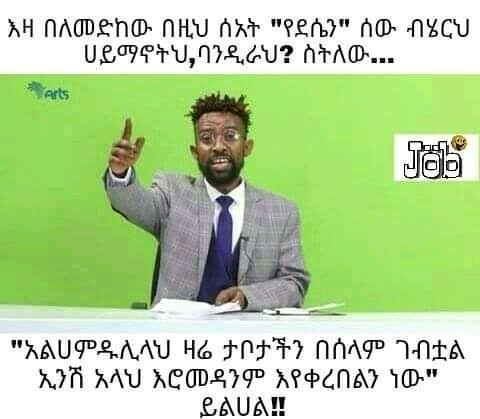 እዛ በለመድከው በዚህ ሰአት "የደሴን" ሰው ብሄርህ
ሀይማኖትህ,ባንዲራህ? ስትለው...
Arts
Job
"አልሀምዱሊላህ ዛሬ ታቦታችን በሰላም ገብቷል
ኢንሽ አላህ እሮመዳንም እየቀረበልን ነው"
ይልሀል!!